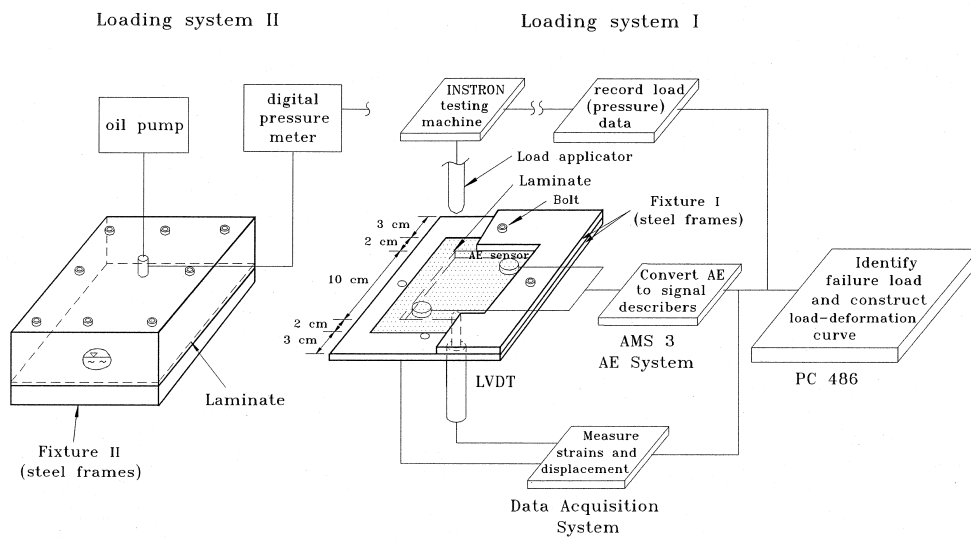 Loading system II
Loading system I
oil pump
digital
pressure
meter
INSTRON
testing
machine
record load
(pressure)
data
Load applicator
Laminate
Bolt
Fixture I
(steel frames)
3 cm
2 cm
10 cm
2 cm
3 cm
AE sensor
Convert AE
to signal
describers
AMS 3
AE System
Identify
failure load
and construct
load-deformation
curve
PC 486
LVDT
Laminate
Fixture II
(steel frames)
Measure
strains and
displacement
Data Acquisition
System